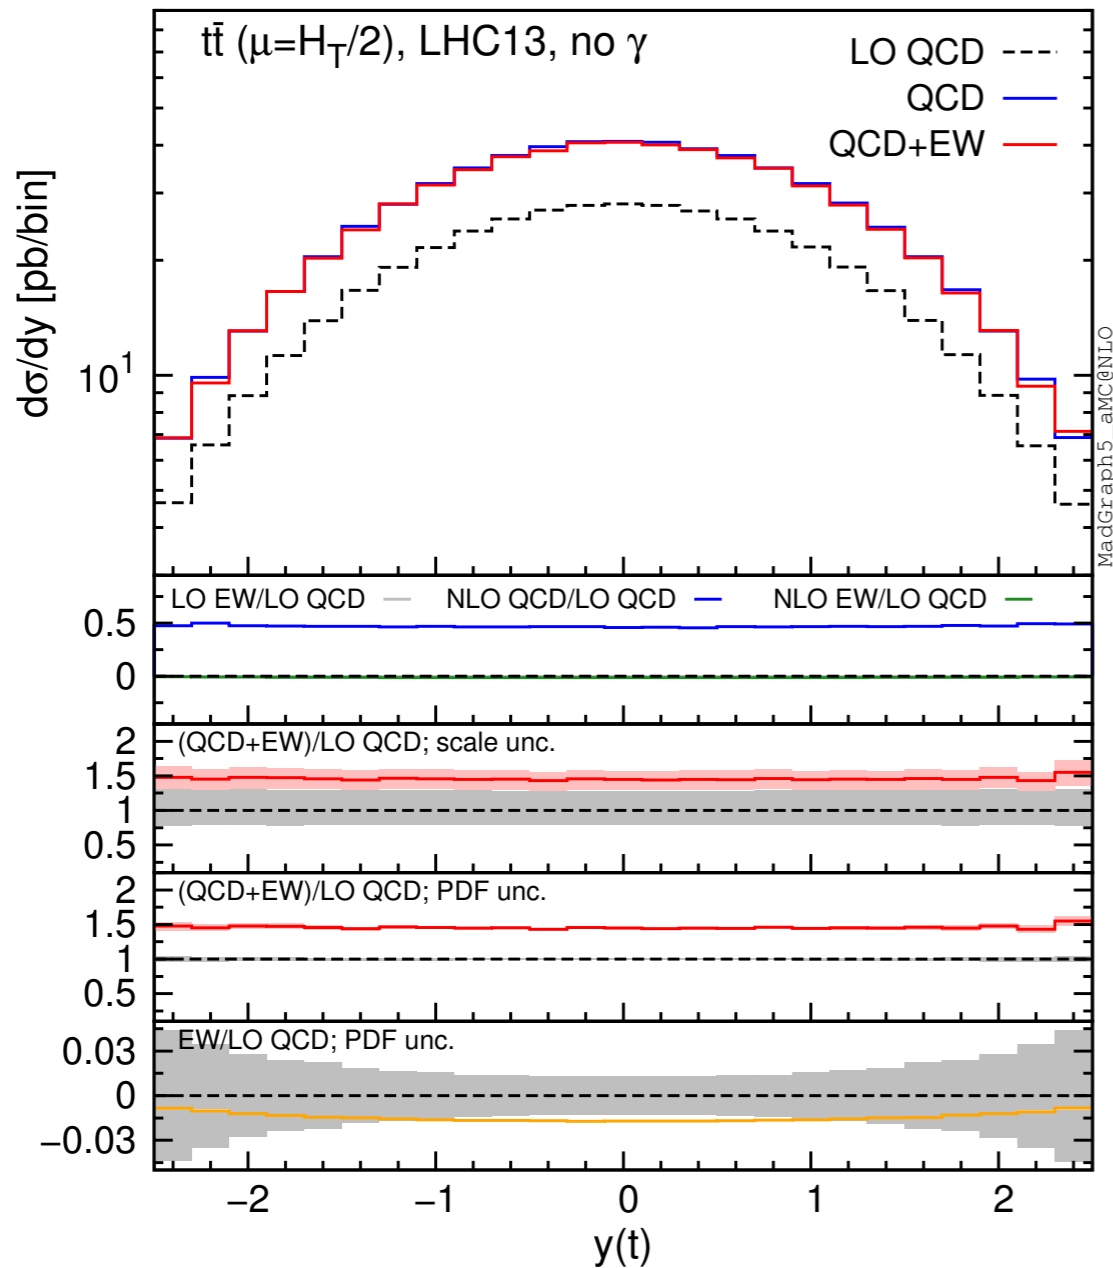 tt̄ (μ=H_T/2), LHC13, no γ
LO QCD
QCD
QCD+EW
dσ/dy [pb/bin]
10¹
MadGraph5_aMC@NLO
LO EW/LO QCD NLO QCD/LO QCD NLO EW/LO QCD
0.5
0
(QCD+EW)/LO QCD; scale unc.
2
1.5
1
0.5
(QCD+EW)/LO QCD; PDF unc.
2
1.5
1
0.5
EW/LO QCD; PDF unc.
0.03
0
−0.03
−2 −1 0 1 2
y(t)